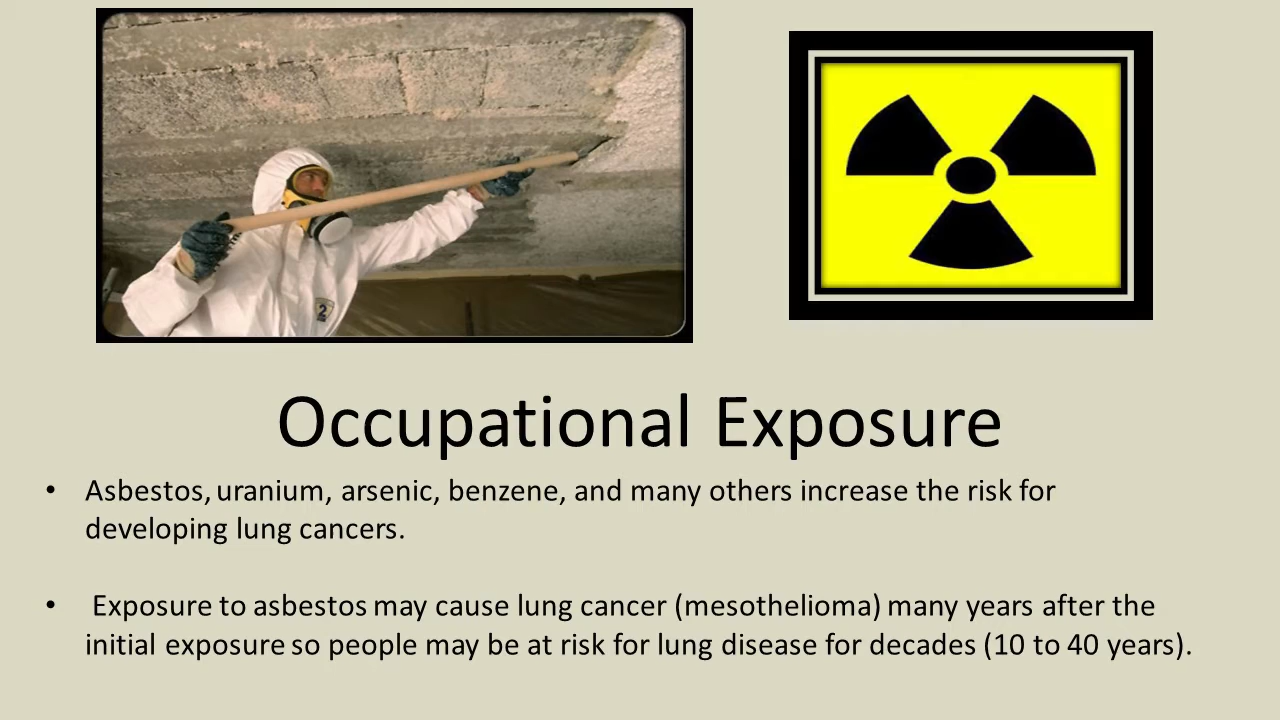 2
Occupational Exposure
• Asbestos, uranium, arsenic, benzene, and many others increase the risk for
developing lung cancers.
• Exposure to asbestos may cause lung cancer (mesothelioma) many years after the
initial exposure so people may be at risk for lung disease for decades (10 to 40 years).